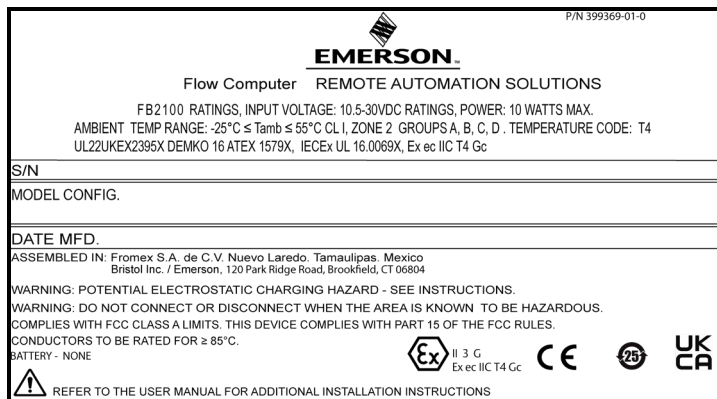 P/N 399369-01-0
EMERSON™
Flow Computer REMOTE AUTOMATION SOLUTIONS
FB2100 RATINGS, INPUT VOLTAGE: 10.5-30VDC RATINGS, POWER: 10 WATTS MAX.
AMBIENT TEMP RANGE: -25°C ≤ Tamb ≤ 55°C CL I, ZONE 2 GROUPS A, B, C, D . TEMPERATURE CODE: T4
UL22UKEX2395X DEMKO 16 ATEX 1579X, IECEx UL 16.0069X, Ex ec IIC T4 Gc
S/N
MODEL CONFIG.
DATE MFD.
ASSEMBLED IN: Fromex S.A. de C.V. Nuevo Laredo. Tamaulipas. Mexico
Bristol Inc. / Emerson, 120 Park Ridge Road, Brookfield, CT 06804
WARNING: POTENTIAL ELECTROSTATIC CHARGING HAZARD - SEE INSTRUCTIONS.
WARNING: DO NOT CONNECT OR DISCONNECT WHEN THE AREA IS KNOWN TO BE HAZARDOUS.
COMPLIES WITH FCC CLASS A LIMITS. THIS DEVICE COMPLIES WITH PART 15 OF THE FCC RULES.
CONDUCTORS TO BE RATED FOR ≥ 85°C.
BATTERY - NONE
Ex II 3 G
Ex ec IIC T4 Gc
CE
25
UK
CA
REFER TO THE USER MANUAL FOR ADDITIONAL INSTALLATION INSTRUCTIONS